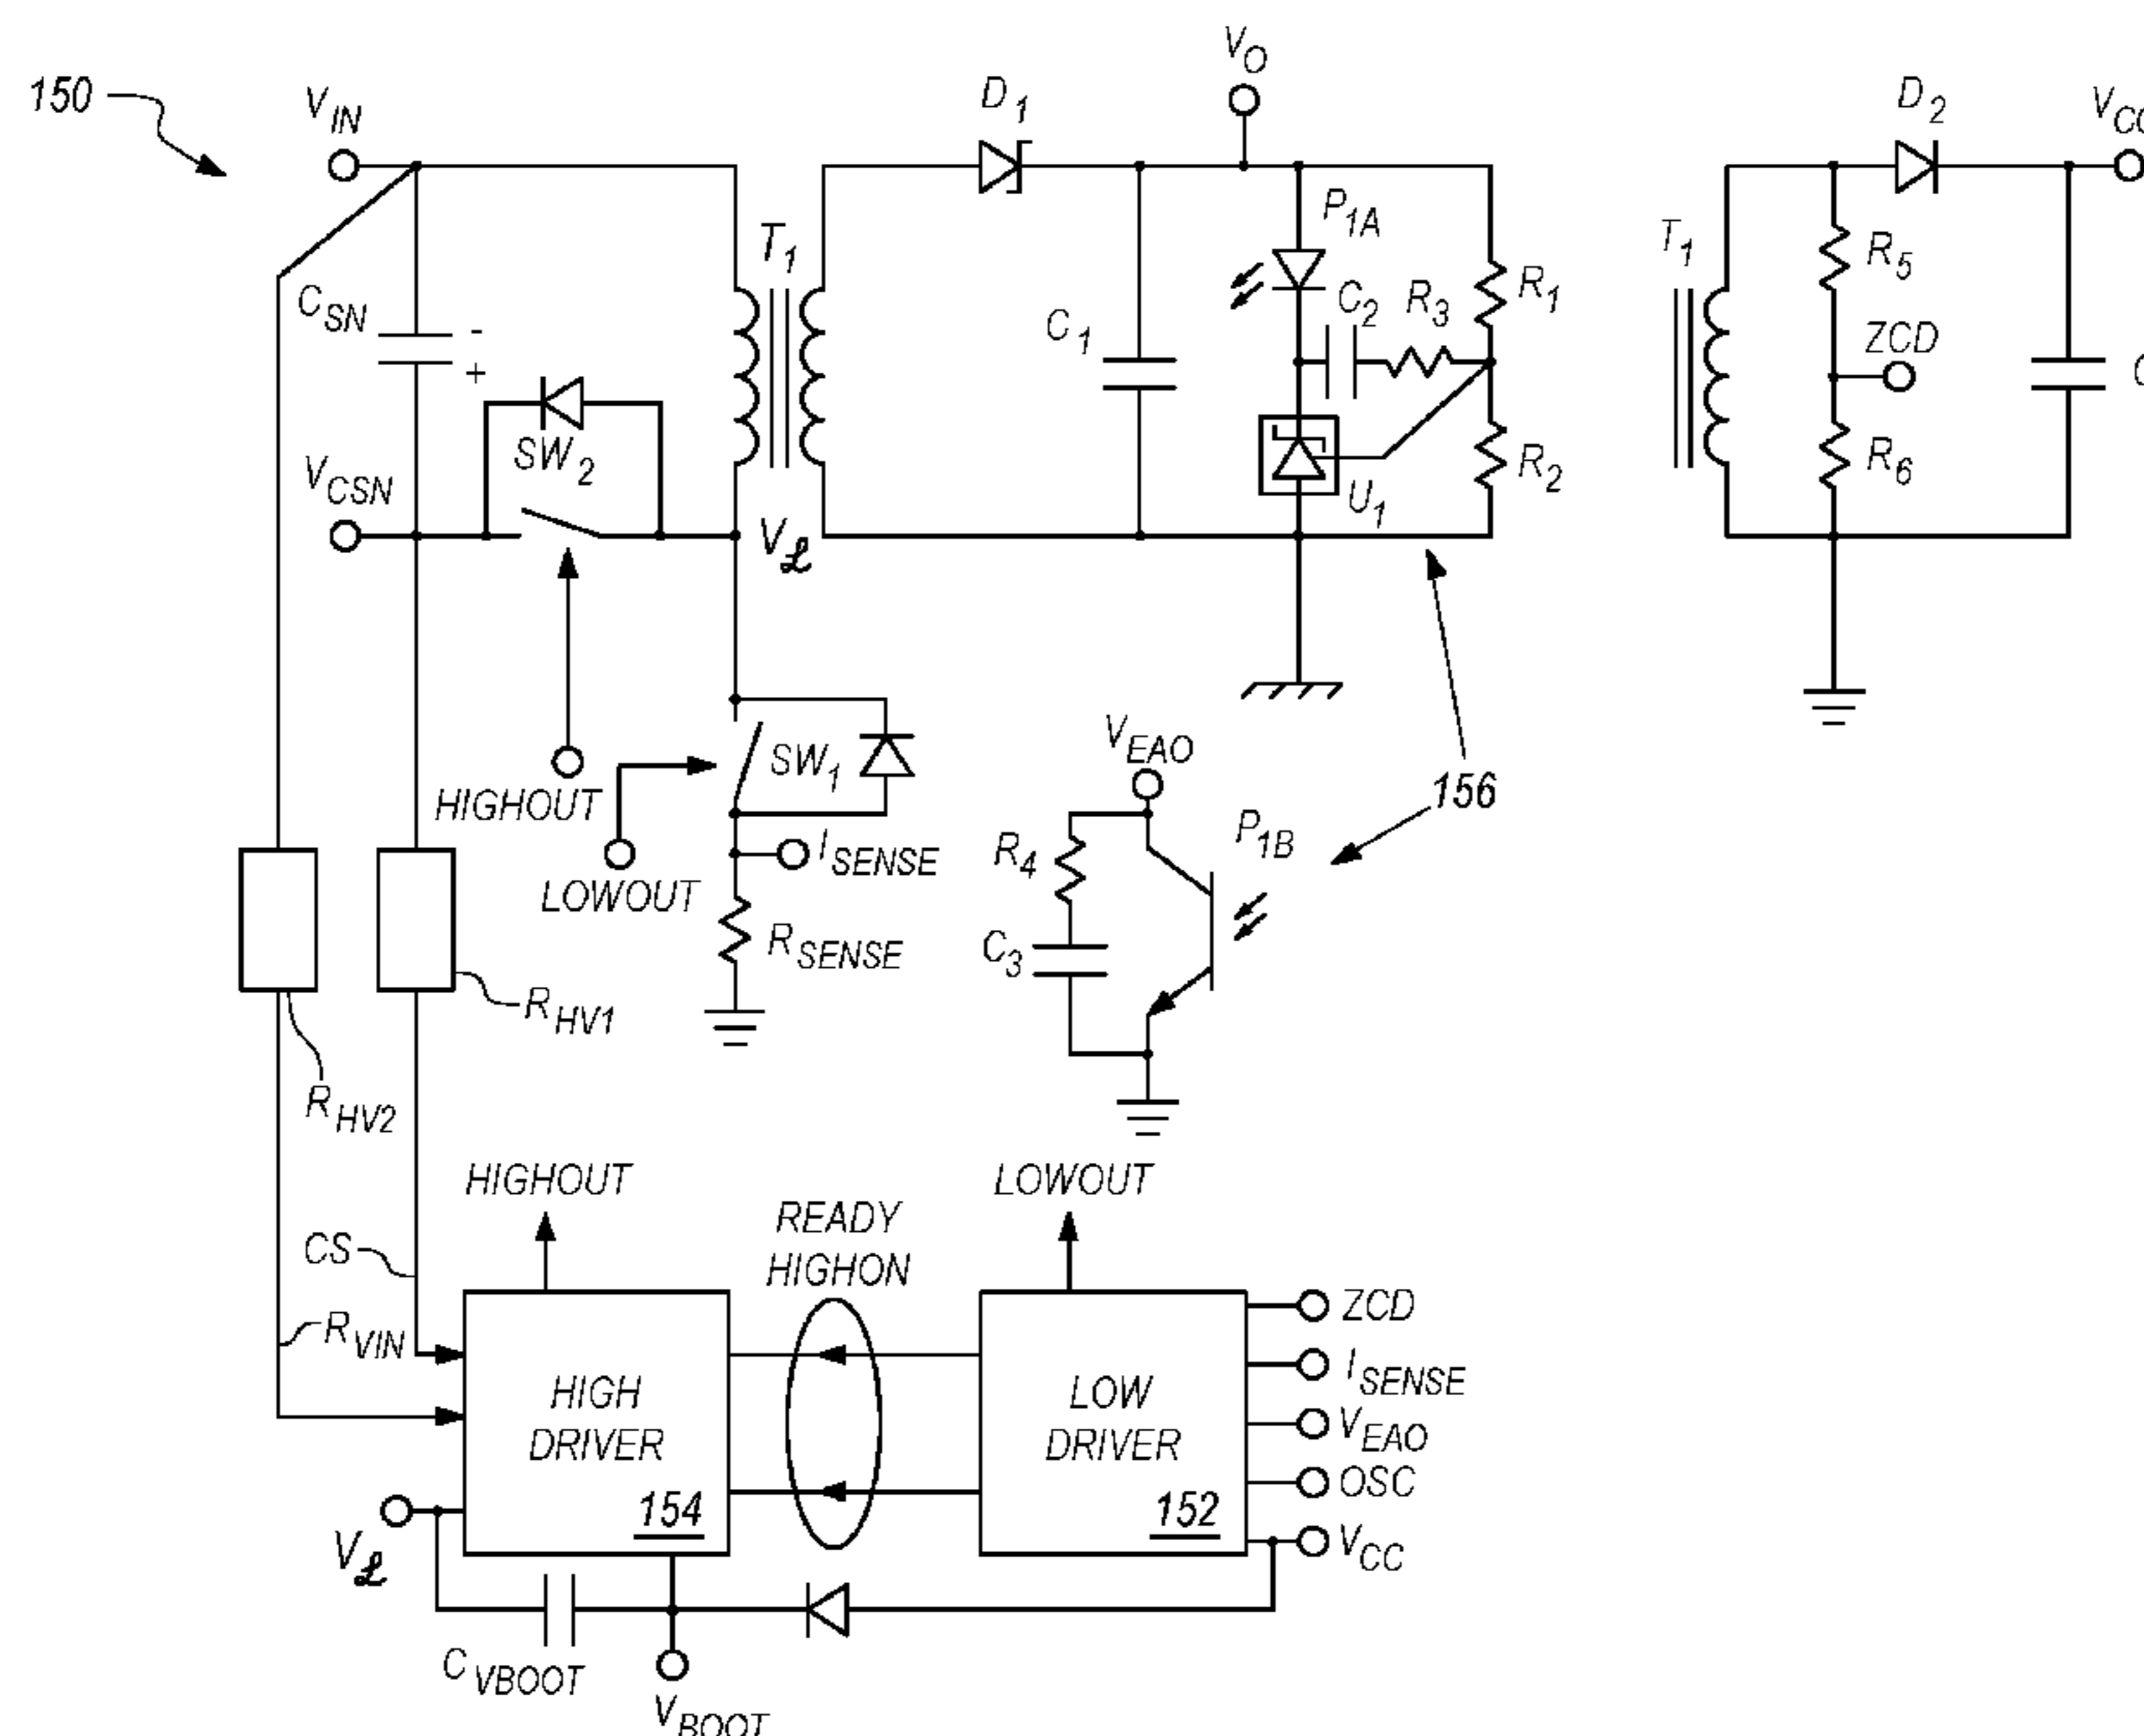 150
V_IN
D_1
V_O
D_2
V_CC
P_1A
T_1
T_1
C_SN
-
+
C_1
C_2
R_3
R_1
R_5
ZCD
R_6
V_CSN
SW_2
V_ℒ
U_1
R_2
HIGHOUT
SW_1
LOWOUT
I_SENSE
R_SENSE
V_EAO
156
P_1B
R_4
C_3
R_HV1
R_HV2
HIGHOUT
READY
HIGHON
LOWOUT
CS
R_VIN
HIGH
DRIVER
154
LOW
DRIVER
152
ZCD
I_SENSE
V_EAO
OSC
V_CC
V_ℒ
C_VBOOT
V_BOOT